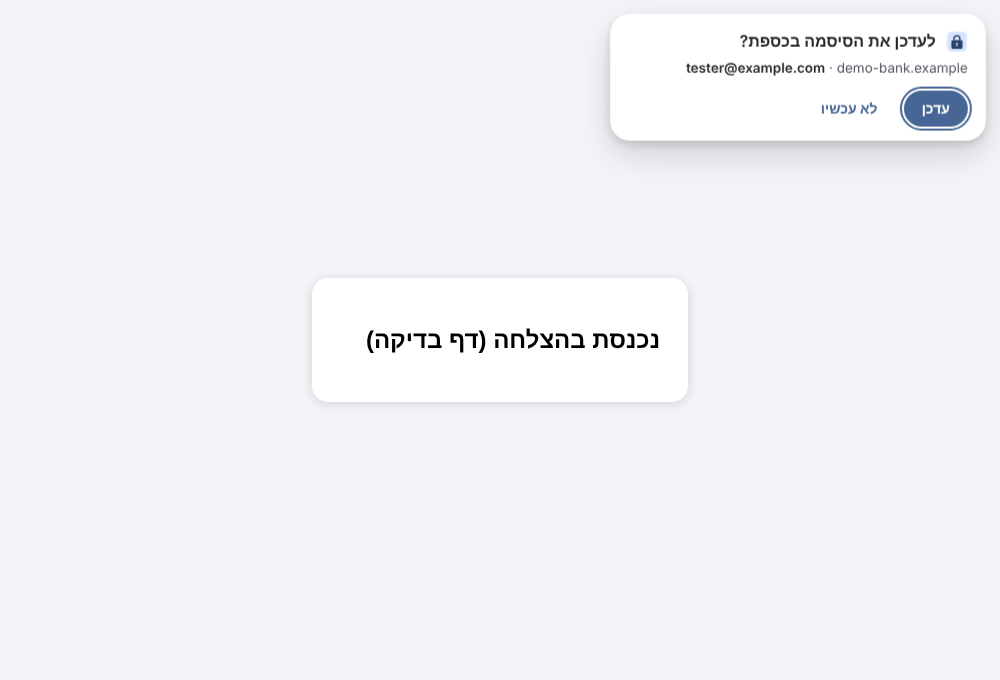 לעדכן את הסיסמה בכספת?
demo-bank.example · tester@example.com
עדכן
לא עכשיו
נכנסת בהצלחה (דף בדיקה)